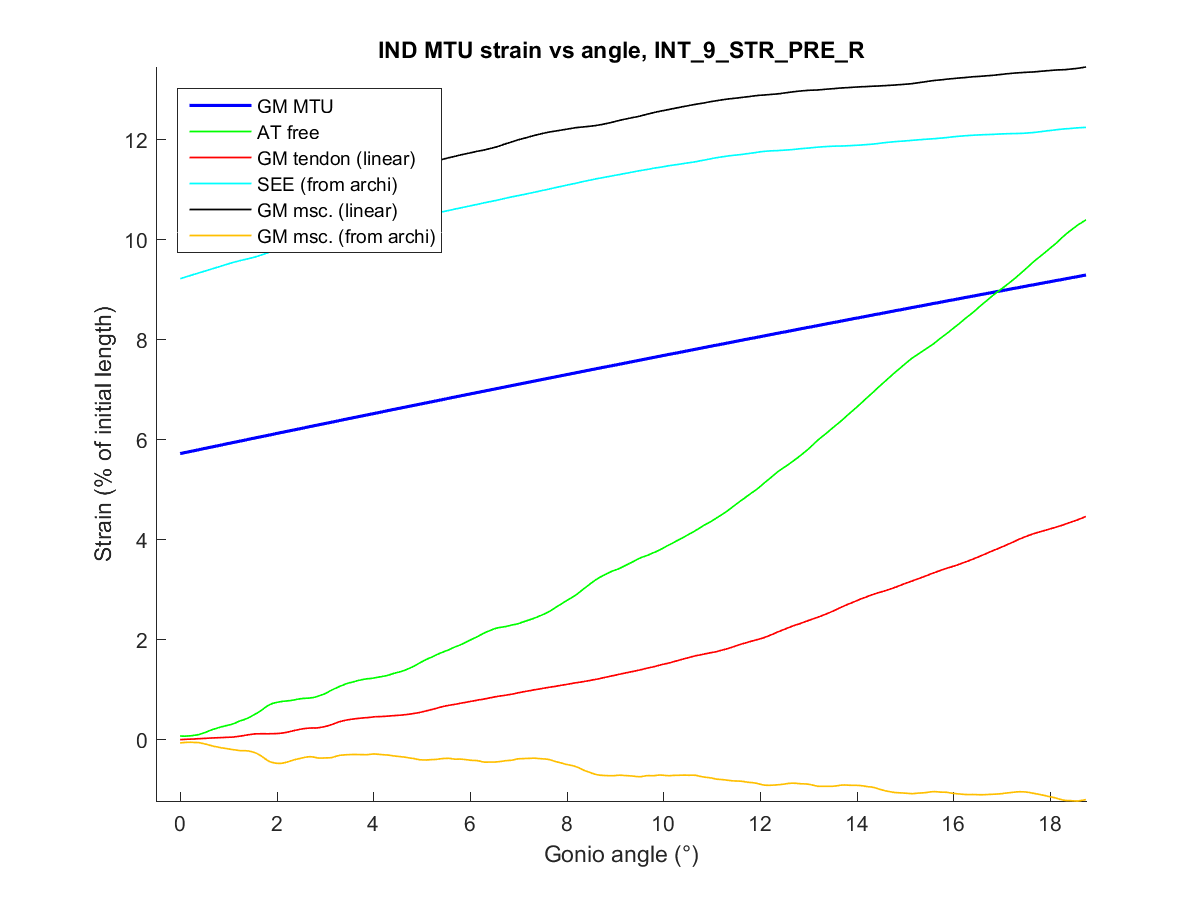 IND MTU strain vs angle, INT_9_STR_PRE_R
GM MTU
AT free
GM tendon (linear)
SEE (from archi)
GM msc. (linear)
GM msc. (from archi)
Strain (% of initial length)
12
10
8
6
4
2
0
0 2 4 6 8 10 12 14 16 18
Gonio angle (°)